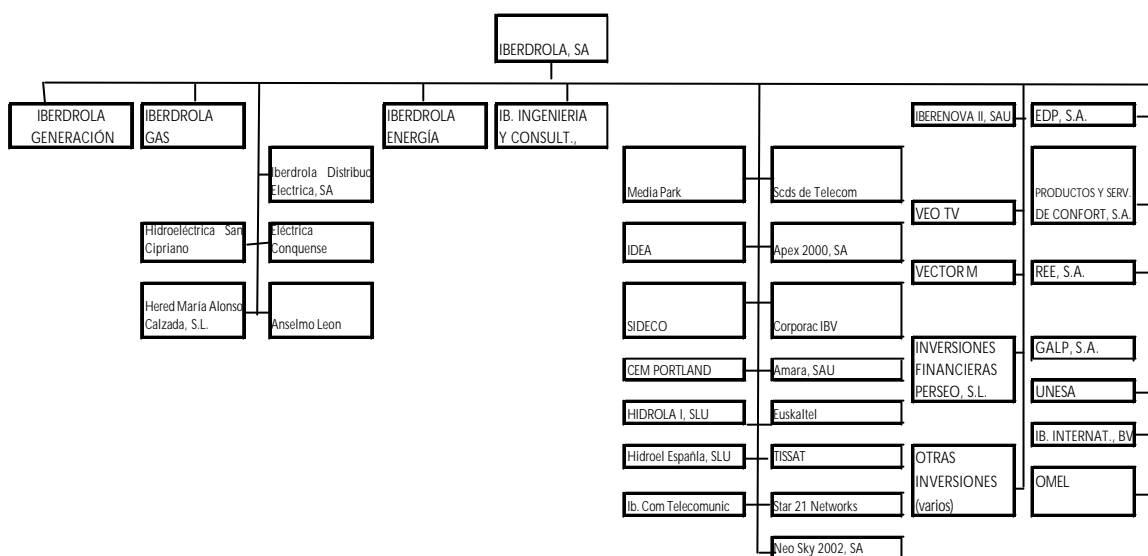 IBERDROLA, SA
IBERDROLA
GENERACIÓN
IBERDROLA
GAS
IBERDROLA
ENERGÍA
IB. INGENIERIA
Y CONSULT.,
Iberdrola Distribuc
Electrica, SA
Hidroeléctrica San
Cipriano
Eléctrica
Conquense
Hered María Alonso
Calzada, S.L.
Anselmo Leon
Media Park
Scds de Telecom
IDEA
Apex 2000, SA
SIDECO
Corporac IBV
CEM PORTLAND
Amara, SAU
HIDROLA I, SLU
Euskaltel
Hidroel Españla, SLU
TISSAT
Ib. Com Telecomunic
Star 21 Networks
Neo Sky 2002, SA
IBERENOVA II, SAU
EDP, S.A.
VEO TV
PRODUCTOS Y SERV.
DE CONFORT, S.A.
VECTOR M
REE, S.A.
INVERSIONES
FINANCIERAS
PERSEO, S.L.
GALP, S.A.
UNESA
IB. INTERNAT., BV
OTRAS
INVERSIONES
(varios)
OMEL